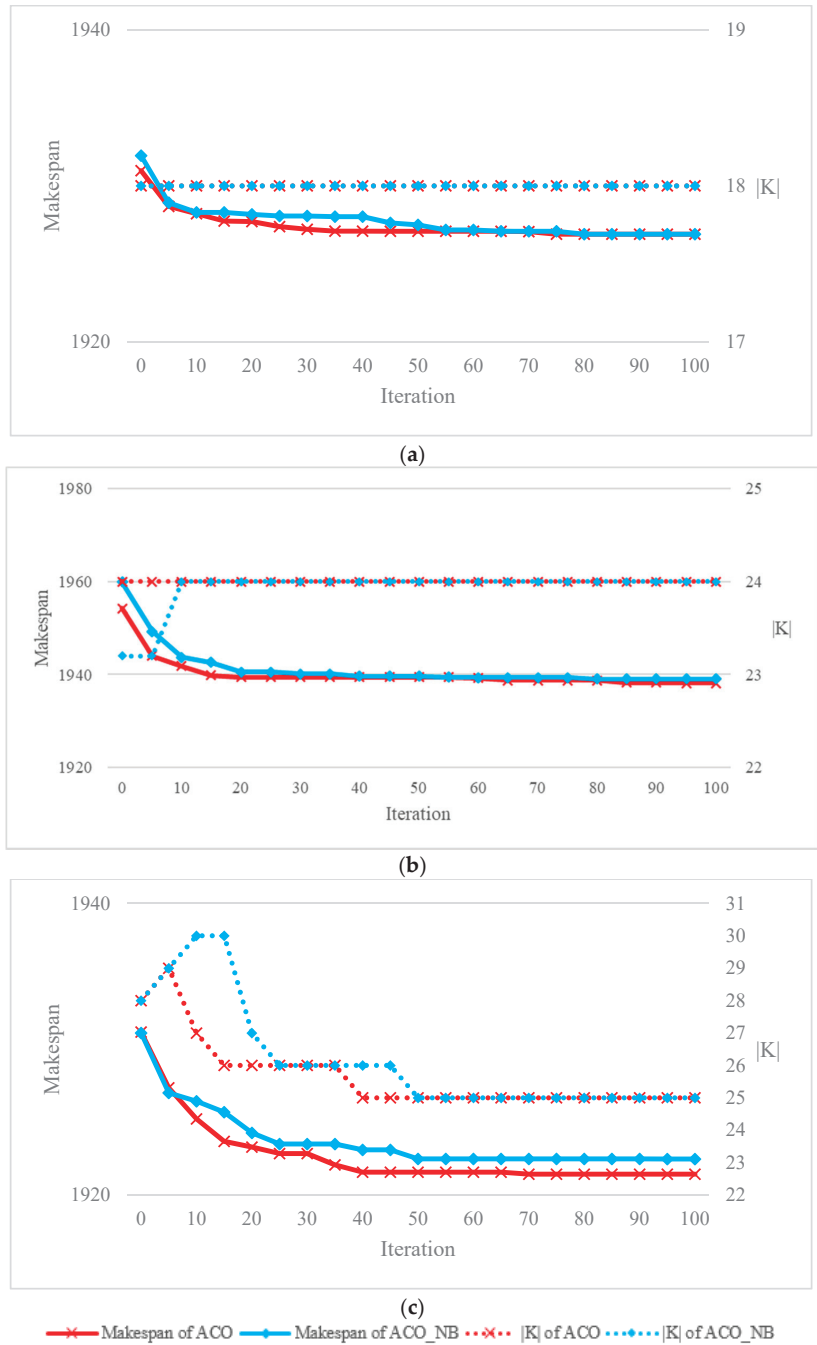 1940 19
Makespan 18 |K|
1920 17
0 10 20 30 40 50 60 70 80 90 100
Iteration
(a)
1980 25
1960 24
Makespan |K|
1940 23
1920 22
0 10 20 30 40 50 60 70 80 90 100
Iteration
(b)
1940 31
30
29
28
Makespan 27 |K|
26
25
24
23
1920 22
0 10 20 30 40 50 60 70 80 90 100
Iteration
(c)
Makespan of ACO Makespan of ACO_NB |K| of ACO |K| of ACO_NB